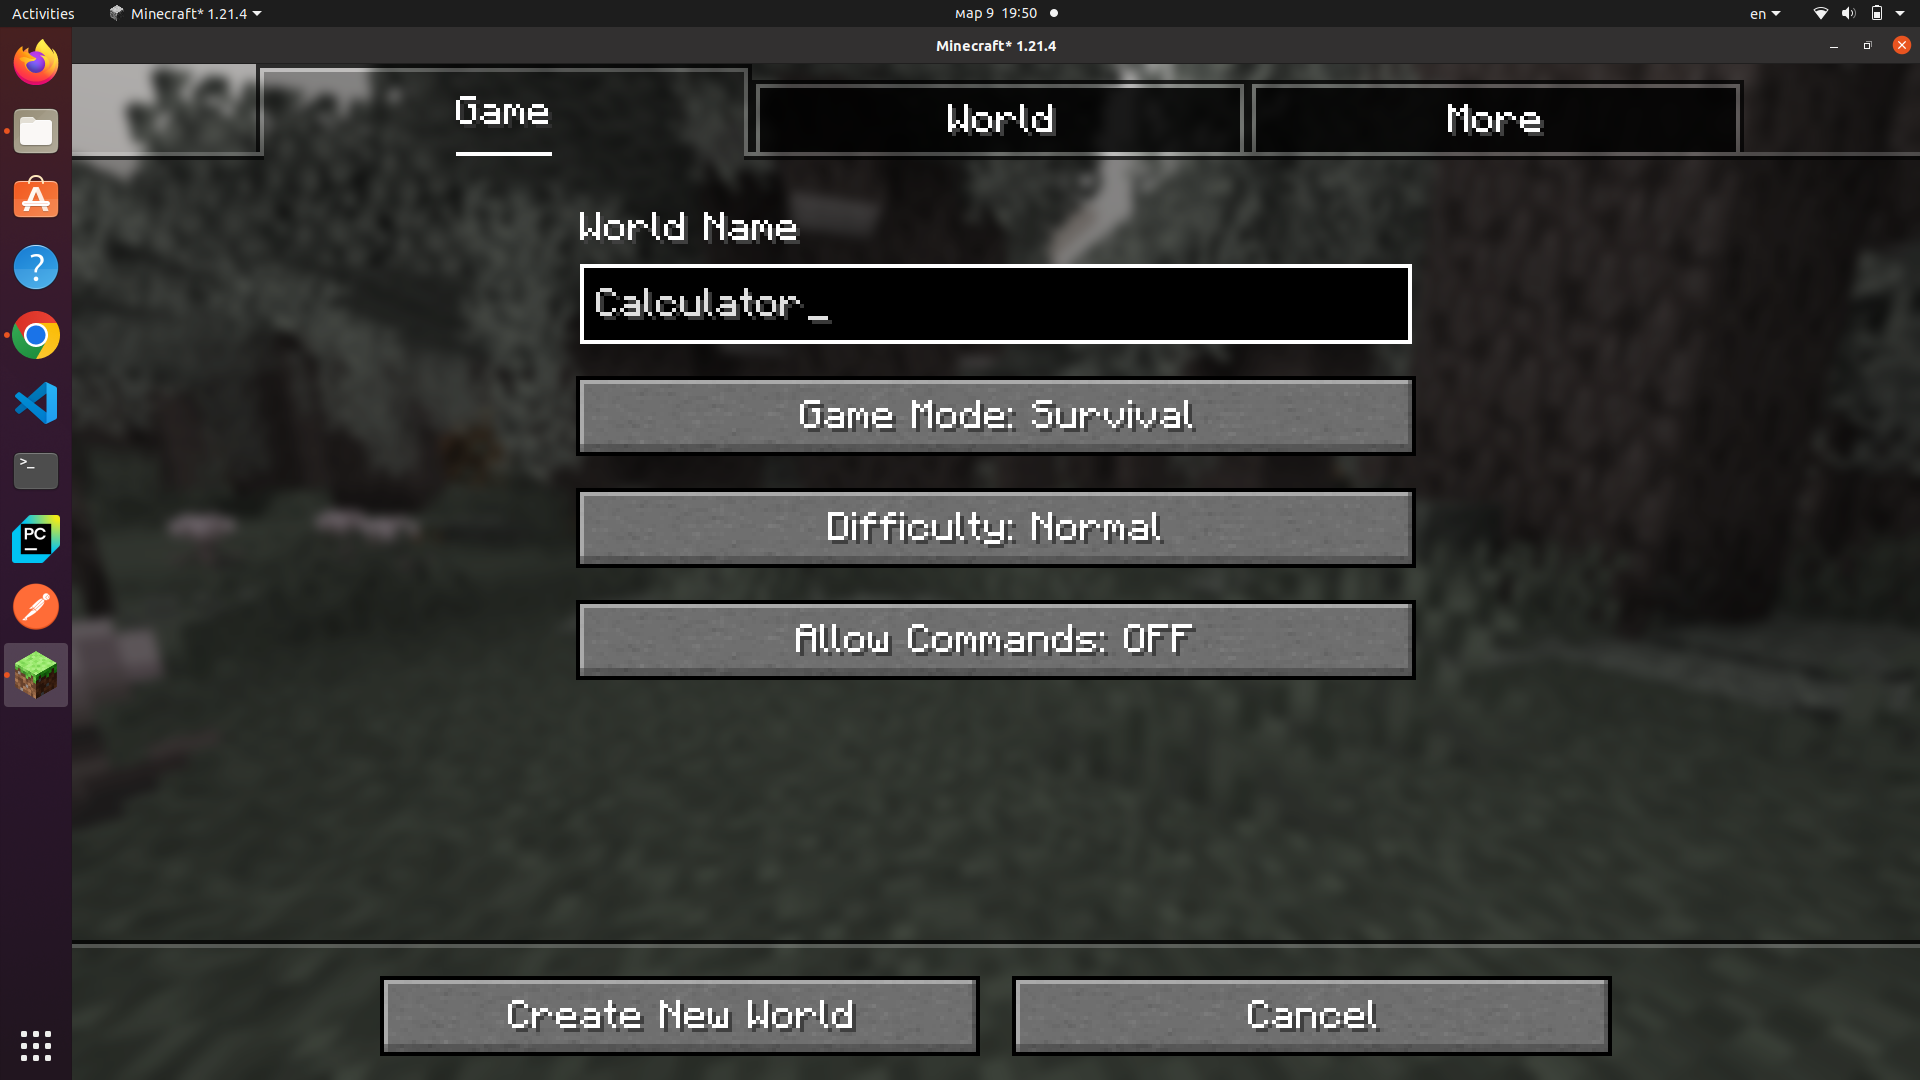 Activities Minecraft* 1.21.4 мар 9 19:50 en
Minecraft* 1.21.4
Game World More
World Name
Calculator_
Game Mode: Survival
Difficulty: Normal
Allow Commands: OFF
Create New World Cancel
?
>_
PC